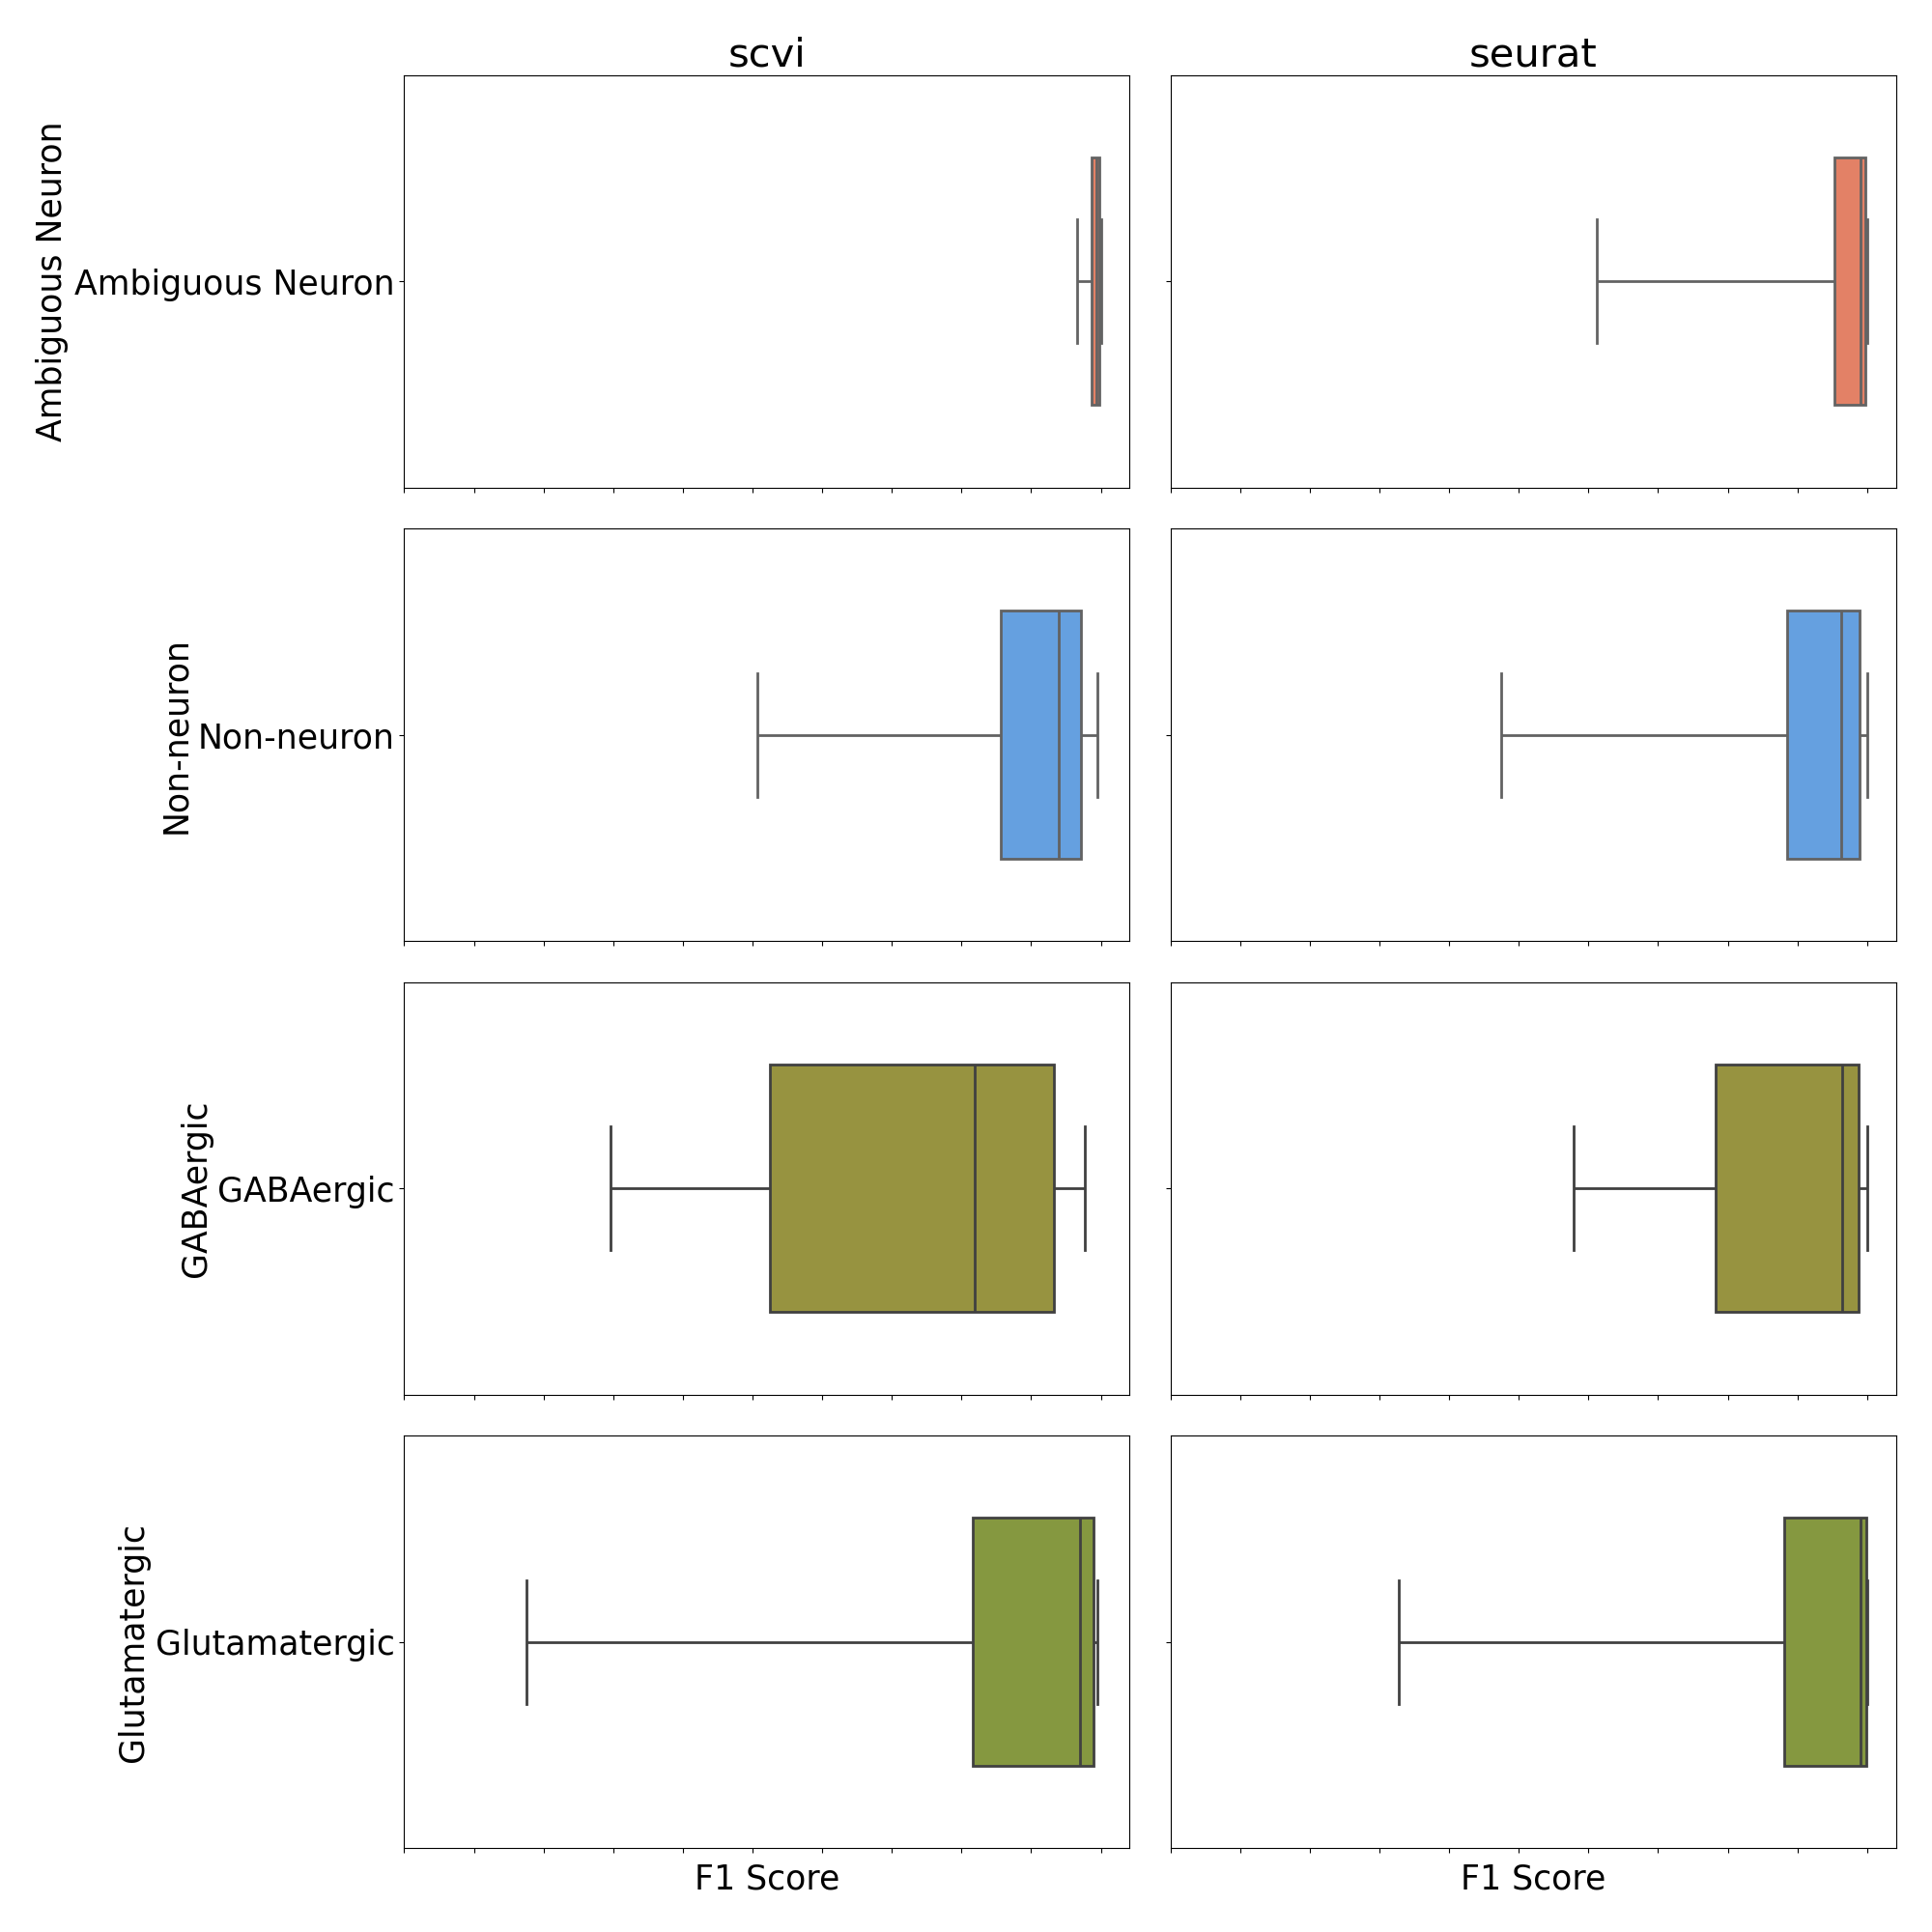 scvi
seurat
Ambiguous Neuron
Ambiguous Neuron
Non-neuron
Non-neuron
GABAergic
GABAergic
Glutamatergic
Glutamatergic
F1 Score
F1 Score